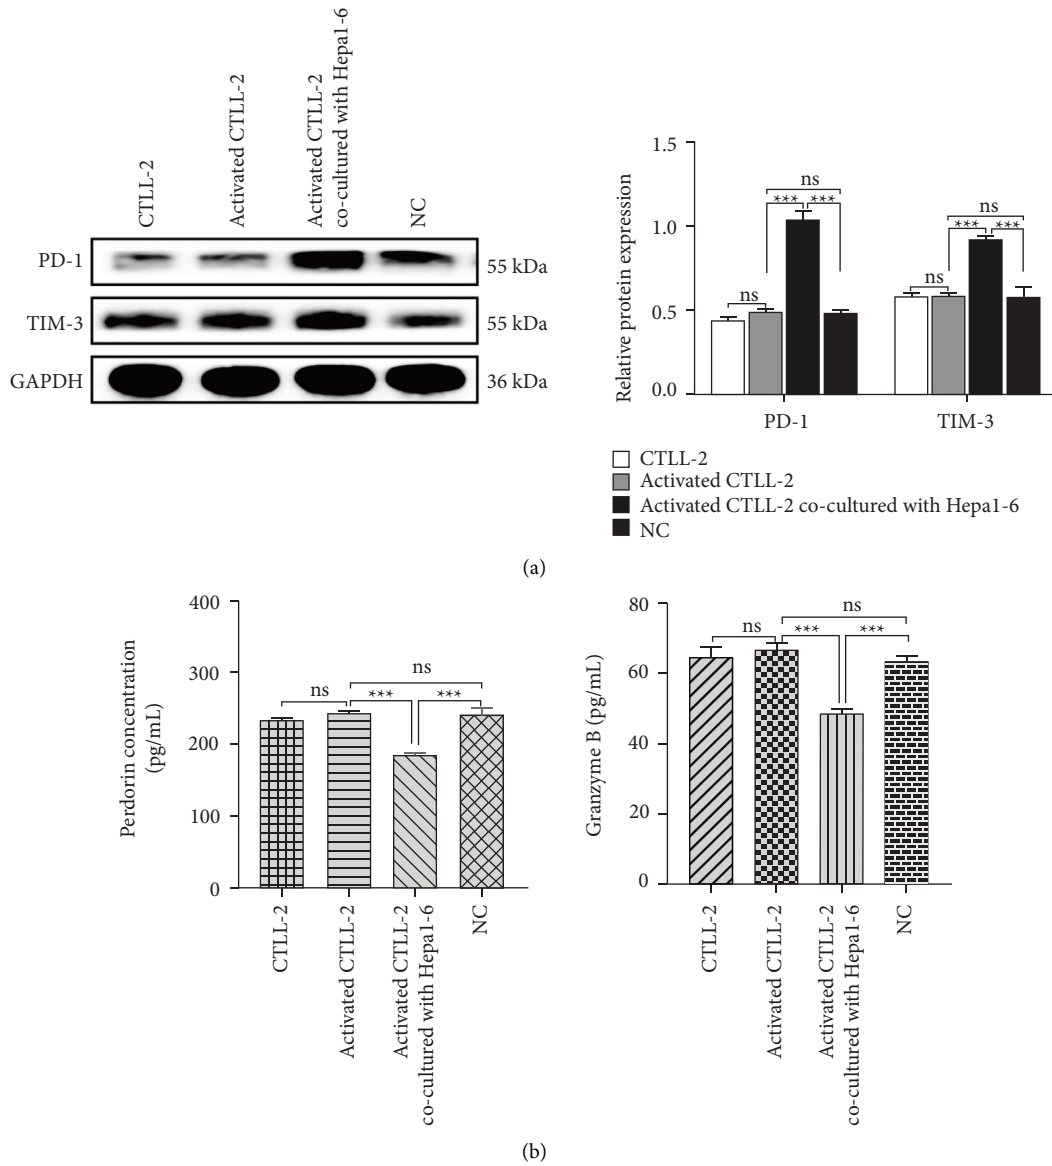 CTLL-2
Activated CTLL-2
Activated CTLL-2
co-cultured with Hepa1-6
NC
PD-1
55 kDa
TIM-3
55 kDa
GAPDH
36 kDa
Relative protein expression
1.5
1.0
0.5
0.0
ns
***
***
ns
ns
***
***
ns
PD-1
TIM-3
CTLL-2
Activated CTLL-2
Activated CTLL-2 co-cultured with Hepa1-6
NC
(a)
Perdorin concentration
(pg/mL)
400
300
200
100
0
ns
ns
***
***
CTLL-2
Activated CTLL-2
Activated CTLL-2
co-cultured with Hepa1-6
NC
Granzyme B (pg/mL)
80
60
40
20
0
ns
ns
***
***
CTLL-2
Activated CTLL-2
Activated CTLL-2
co-cultured with Hepa1-6
NC
(b)